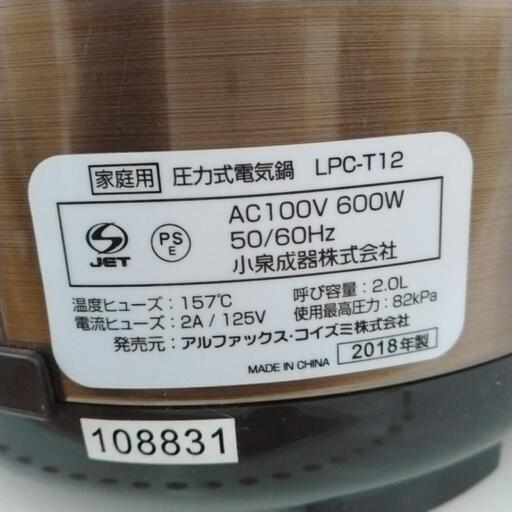 家庭用 圧力式電気鍋 LPC-T12
JET
PS
E
AC100V 600W
50/60Hz
小泉成器株式会社
温度ヒューズ：157℃ 呼び容量：2.0L
電流ヒューズ：2A / 125V 使用最高圧力：82kPa
発売元：アルファックス・コイズミ株式会社
MADE IN CHINA 2018年製
108831